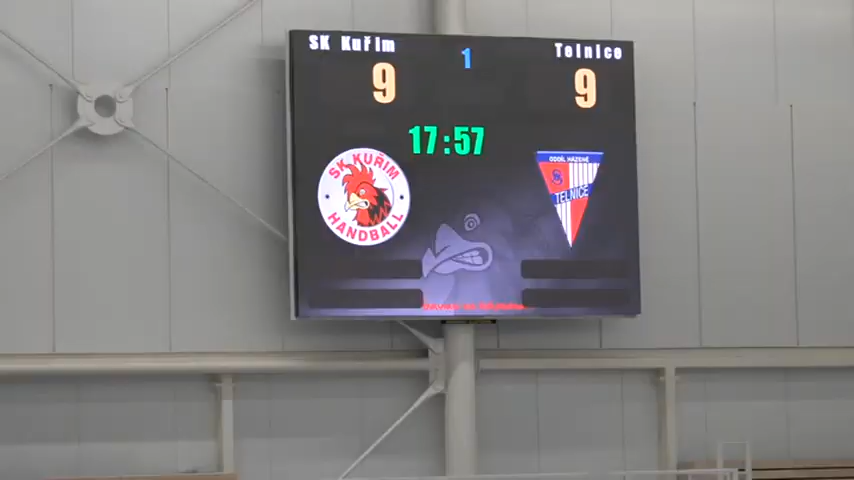 SK Kuřim
1
Telnice
9
9
17:57
SK KUŘIM
HANDBALL
ODDÍL HÁZENÉ
TELNICE